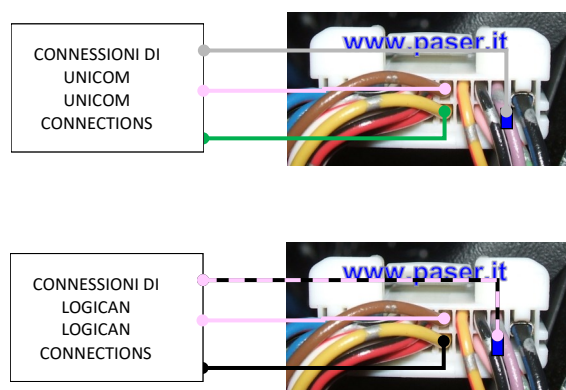 CONNESSIONI DI
UNICOM
UNICOM
CONNECTIONS
www.paser.it
CONNESSIONI DI
LOGICAN
LOGICAN
CONNECTIONS
www.paser.it